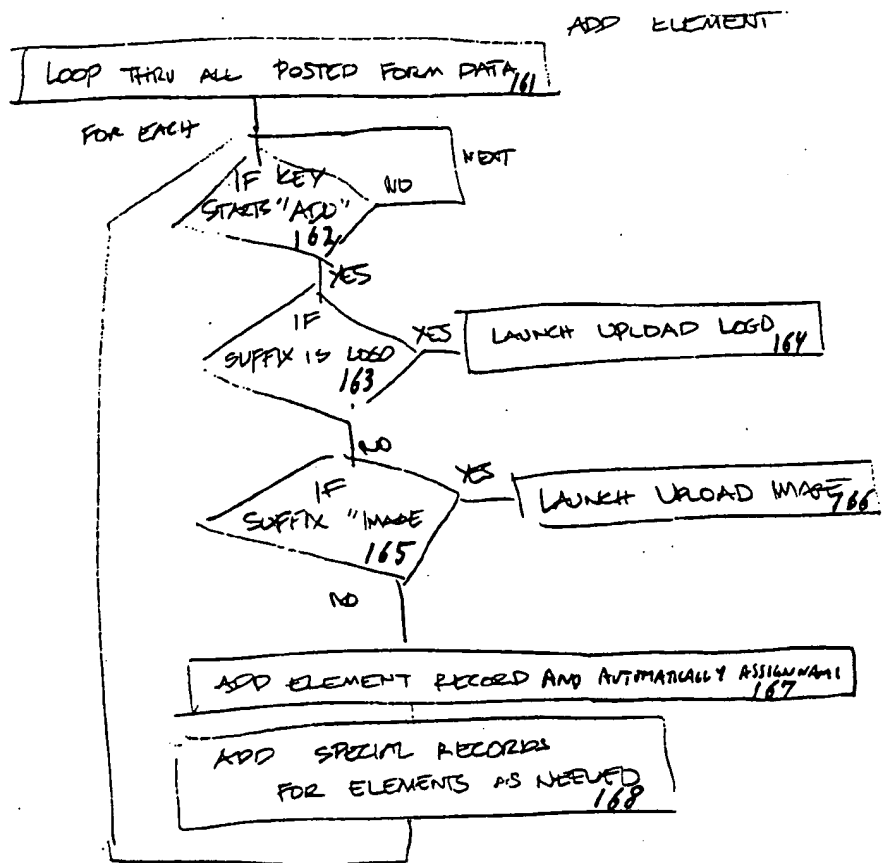 ADD ELEMENT
LOOP THRU ALL POSTED FORM DATA
161
FOR EACH
NEXT
IF KEY
STARTS "ADD"
162
NO
YES
IF
SUFFIX IS LOGO
163
YES
LAUNCH UPLOAD LOGO
164
NO
IF
SUFFIX "IMAGE
165
YES
LAUNCH UPLOAD IMAGE
166
NO
ADD ELEMENT RECORD AND AUTOMATICALLY ASSIGN NAME
167
ADD SPECIAL RECORDS
FOR ELEMENTS AS NEEDED
168